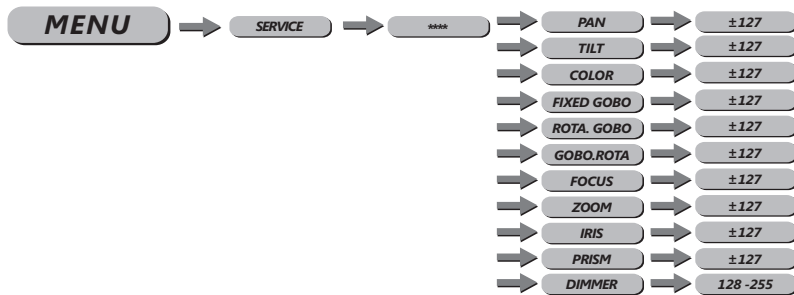 MENU SERVICE **** PAN ±127
TILT ±127
COLOR ±127
FIXED GOBO ±127
ROTA. GOBO ±127
GOBO.ROTA ±127
FOCUS ±127
ZOOM ±127
IRIS ±127
PRISM ±127
DIMMER 128 -255